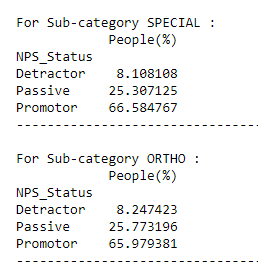 For Sub-category SPECIAL :
People(%)
NPS_Status
Detractor 8.108108
Passive 25.307125
Promotor 66.584767
--------------------------------
For Sub-category ORTHO :
People(%)
NPS_Status
Detractor 8.247423
Passive 25.773196
Promotor 65.979381
--------------------------------